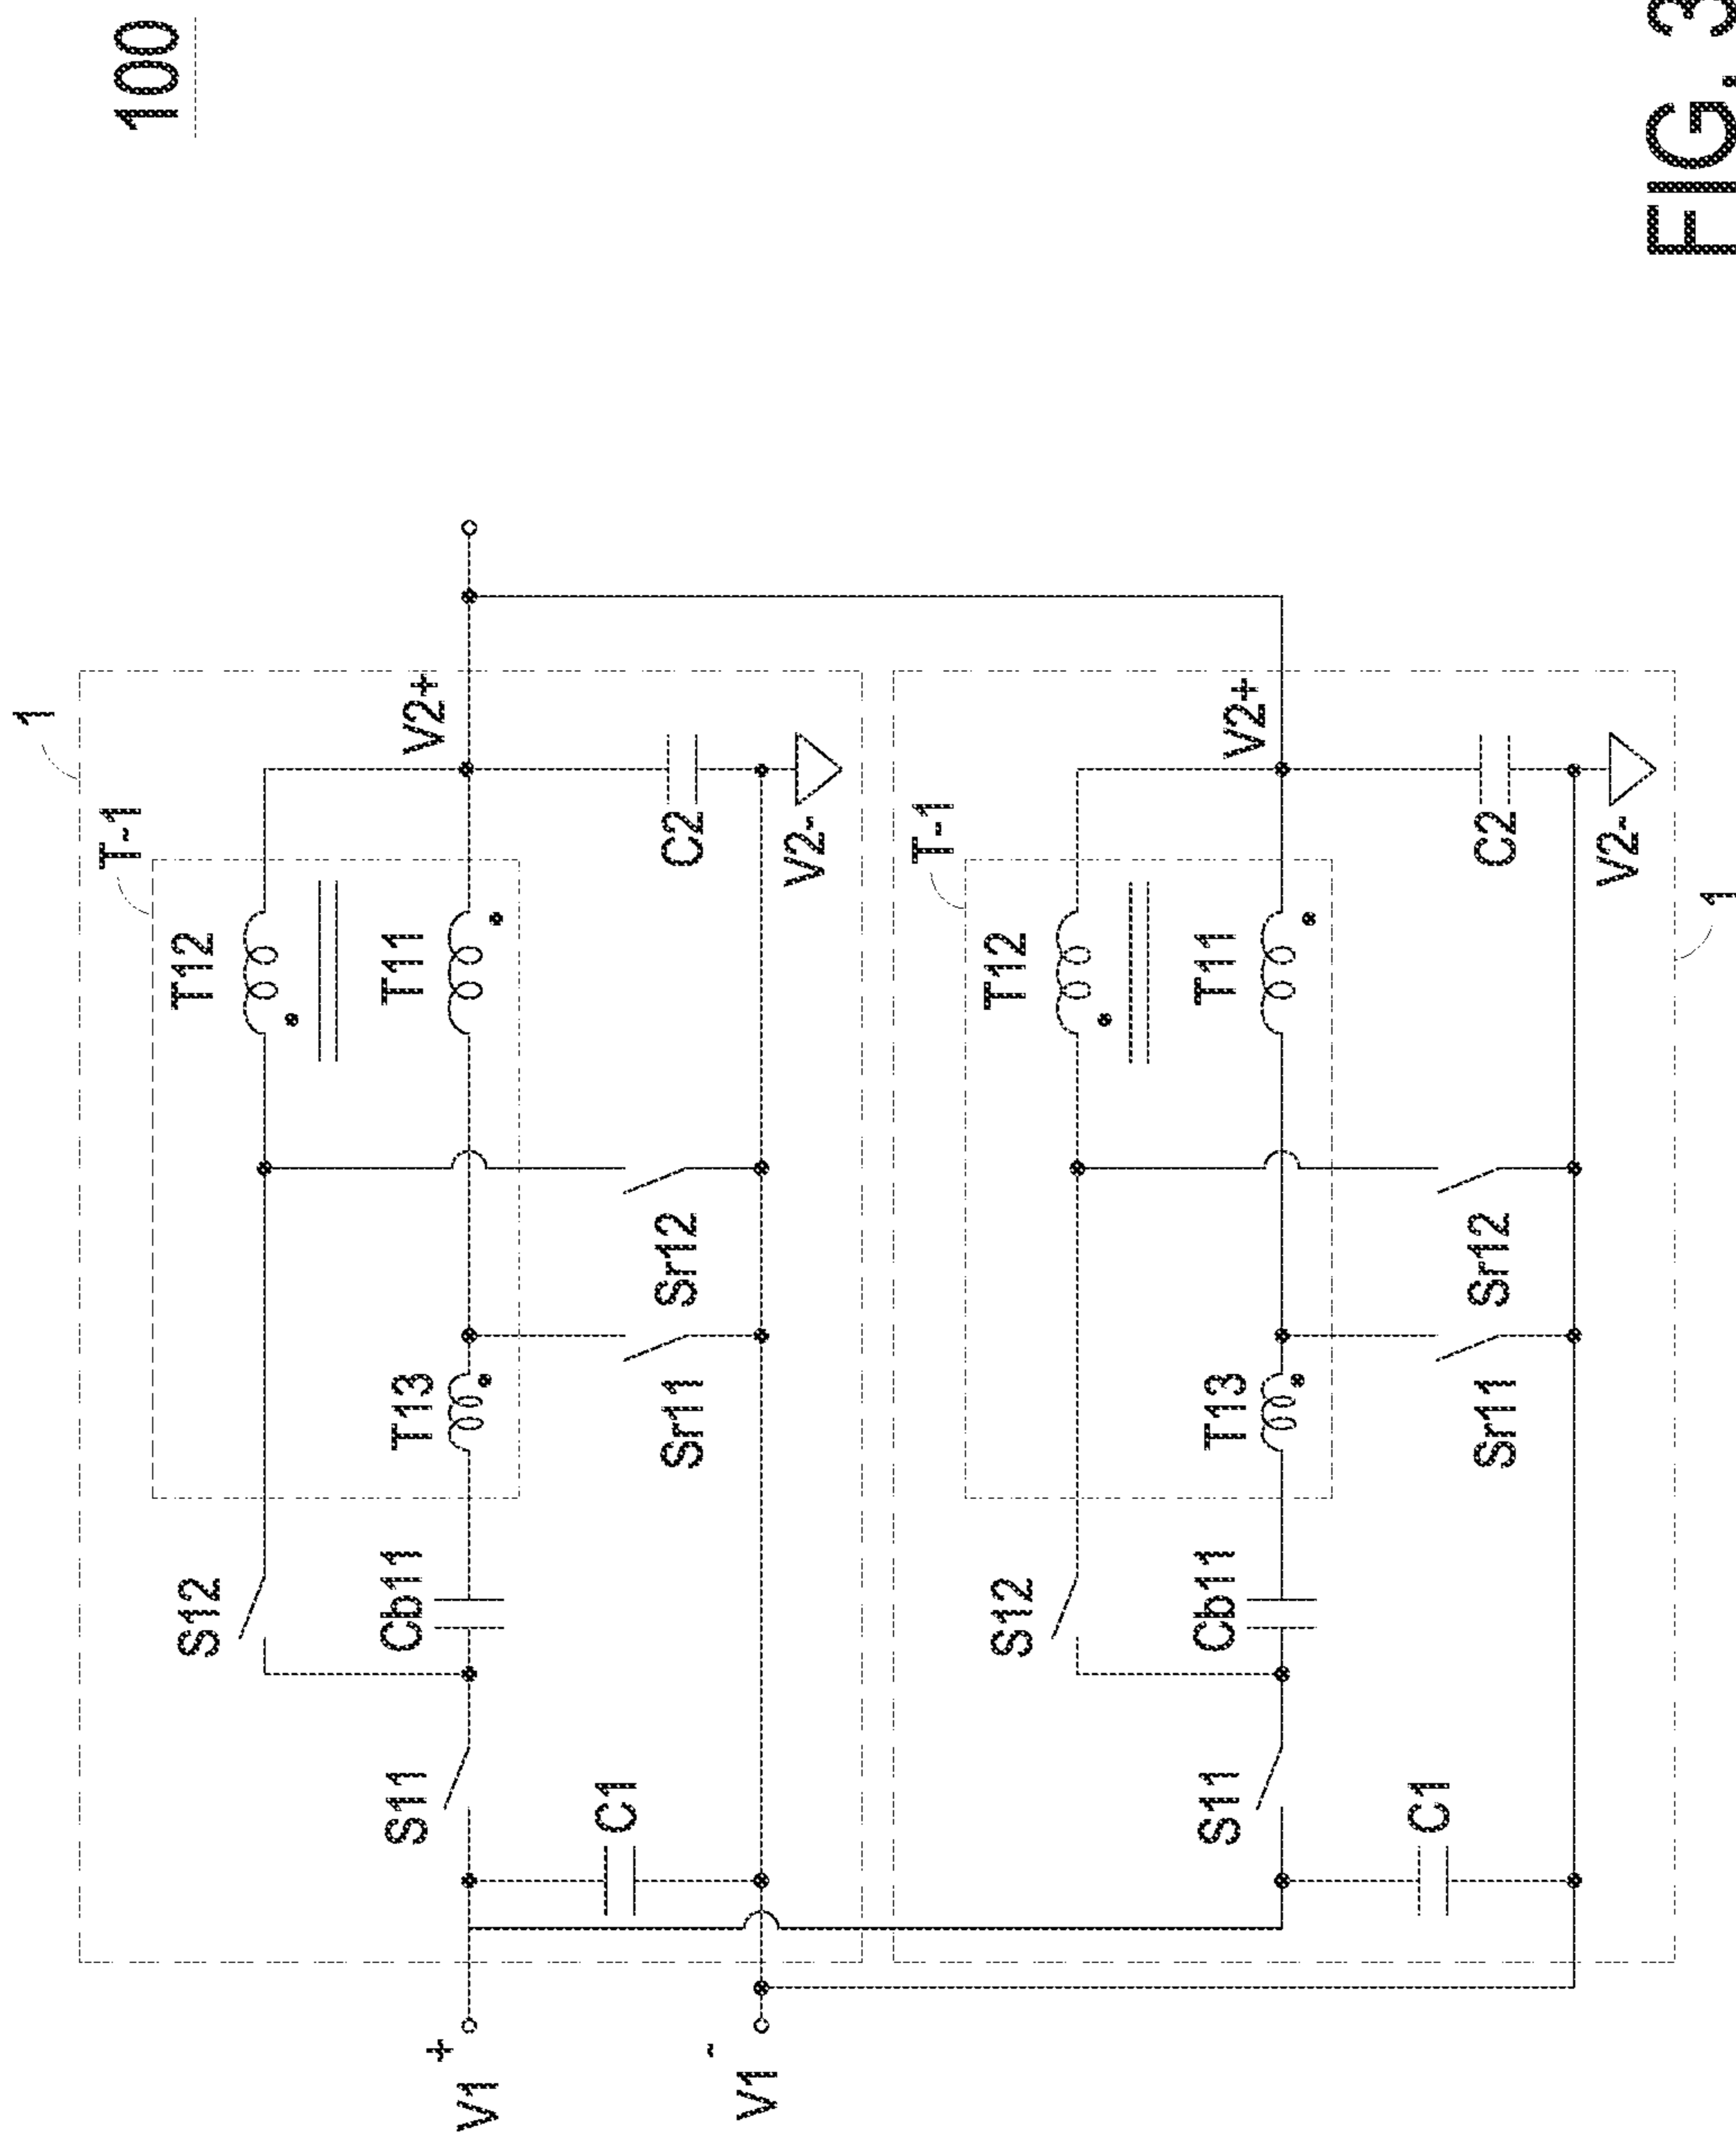 100
1
T-1
T12
V2+
S12
T11
T13
Cb11
S11
C2
Sr12
Sr11
C1
V2-
V1 +
V1 -
T-1
T12
V2+
S12
T11
T13
Cb11
S11
C2
Sr12
Sr11
C1
V2-
1
FIG. 3